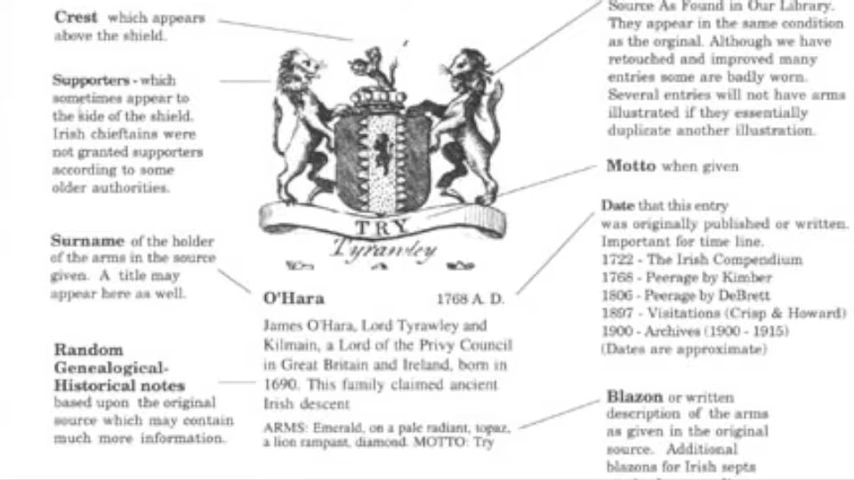 Crest which appears
above the shield.
Supporters - which
sometimes appear to
the side of the shield.
Irish chieftains were
not granted supporters
according to some
older authorities.
Surname of the holder
of the arms in the source
given. A title may
appear here as well.
Random
Genealogical-
Historical notes
based upon the original
source which may contain
much more information.
TRY
Tyrawley
O'Hara 1768 A. D.
James O'Hara, Lord Tyrawley and
Kilmain, a Lord of the Privy Council
in Great Britain and Ireland, born in
1690. This family claimed ancient
Irish descent
ARMS: Emerald, on a pale radiant, topaz,
a lion rampant, diamond. MOTTO: Try
Source As Found in Our Library.
They appear in the same condition
as the orginal. Although we have
retouched and improved many
entries some are badly worn.
Several entries will not have arms
illustrated if they essentially
duplicate another illustration.
Motto when given
Date that this entry
was originally published or written.
Important for time line.
1722 - The Irish Compendium
1768 - Peerage by Kimber
1806 - Peerage by DeBrett
1897 - Visitations (Crisp & Howard)
1900 - Archives (1900 - 1915)
(Dates are approximate)
Blazon or written
description of the arms
as given in the original
source. Additional
blazons for Irish septs